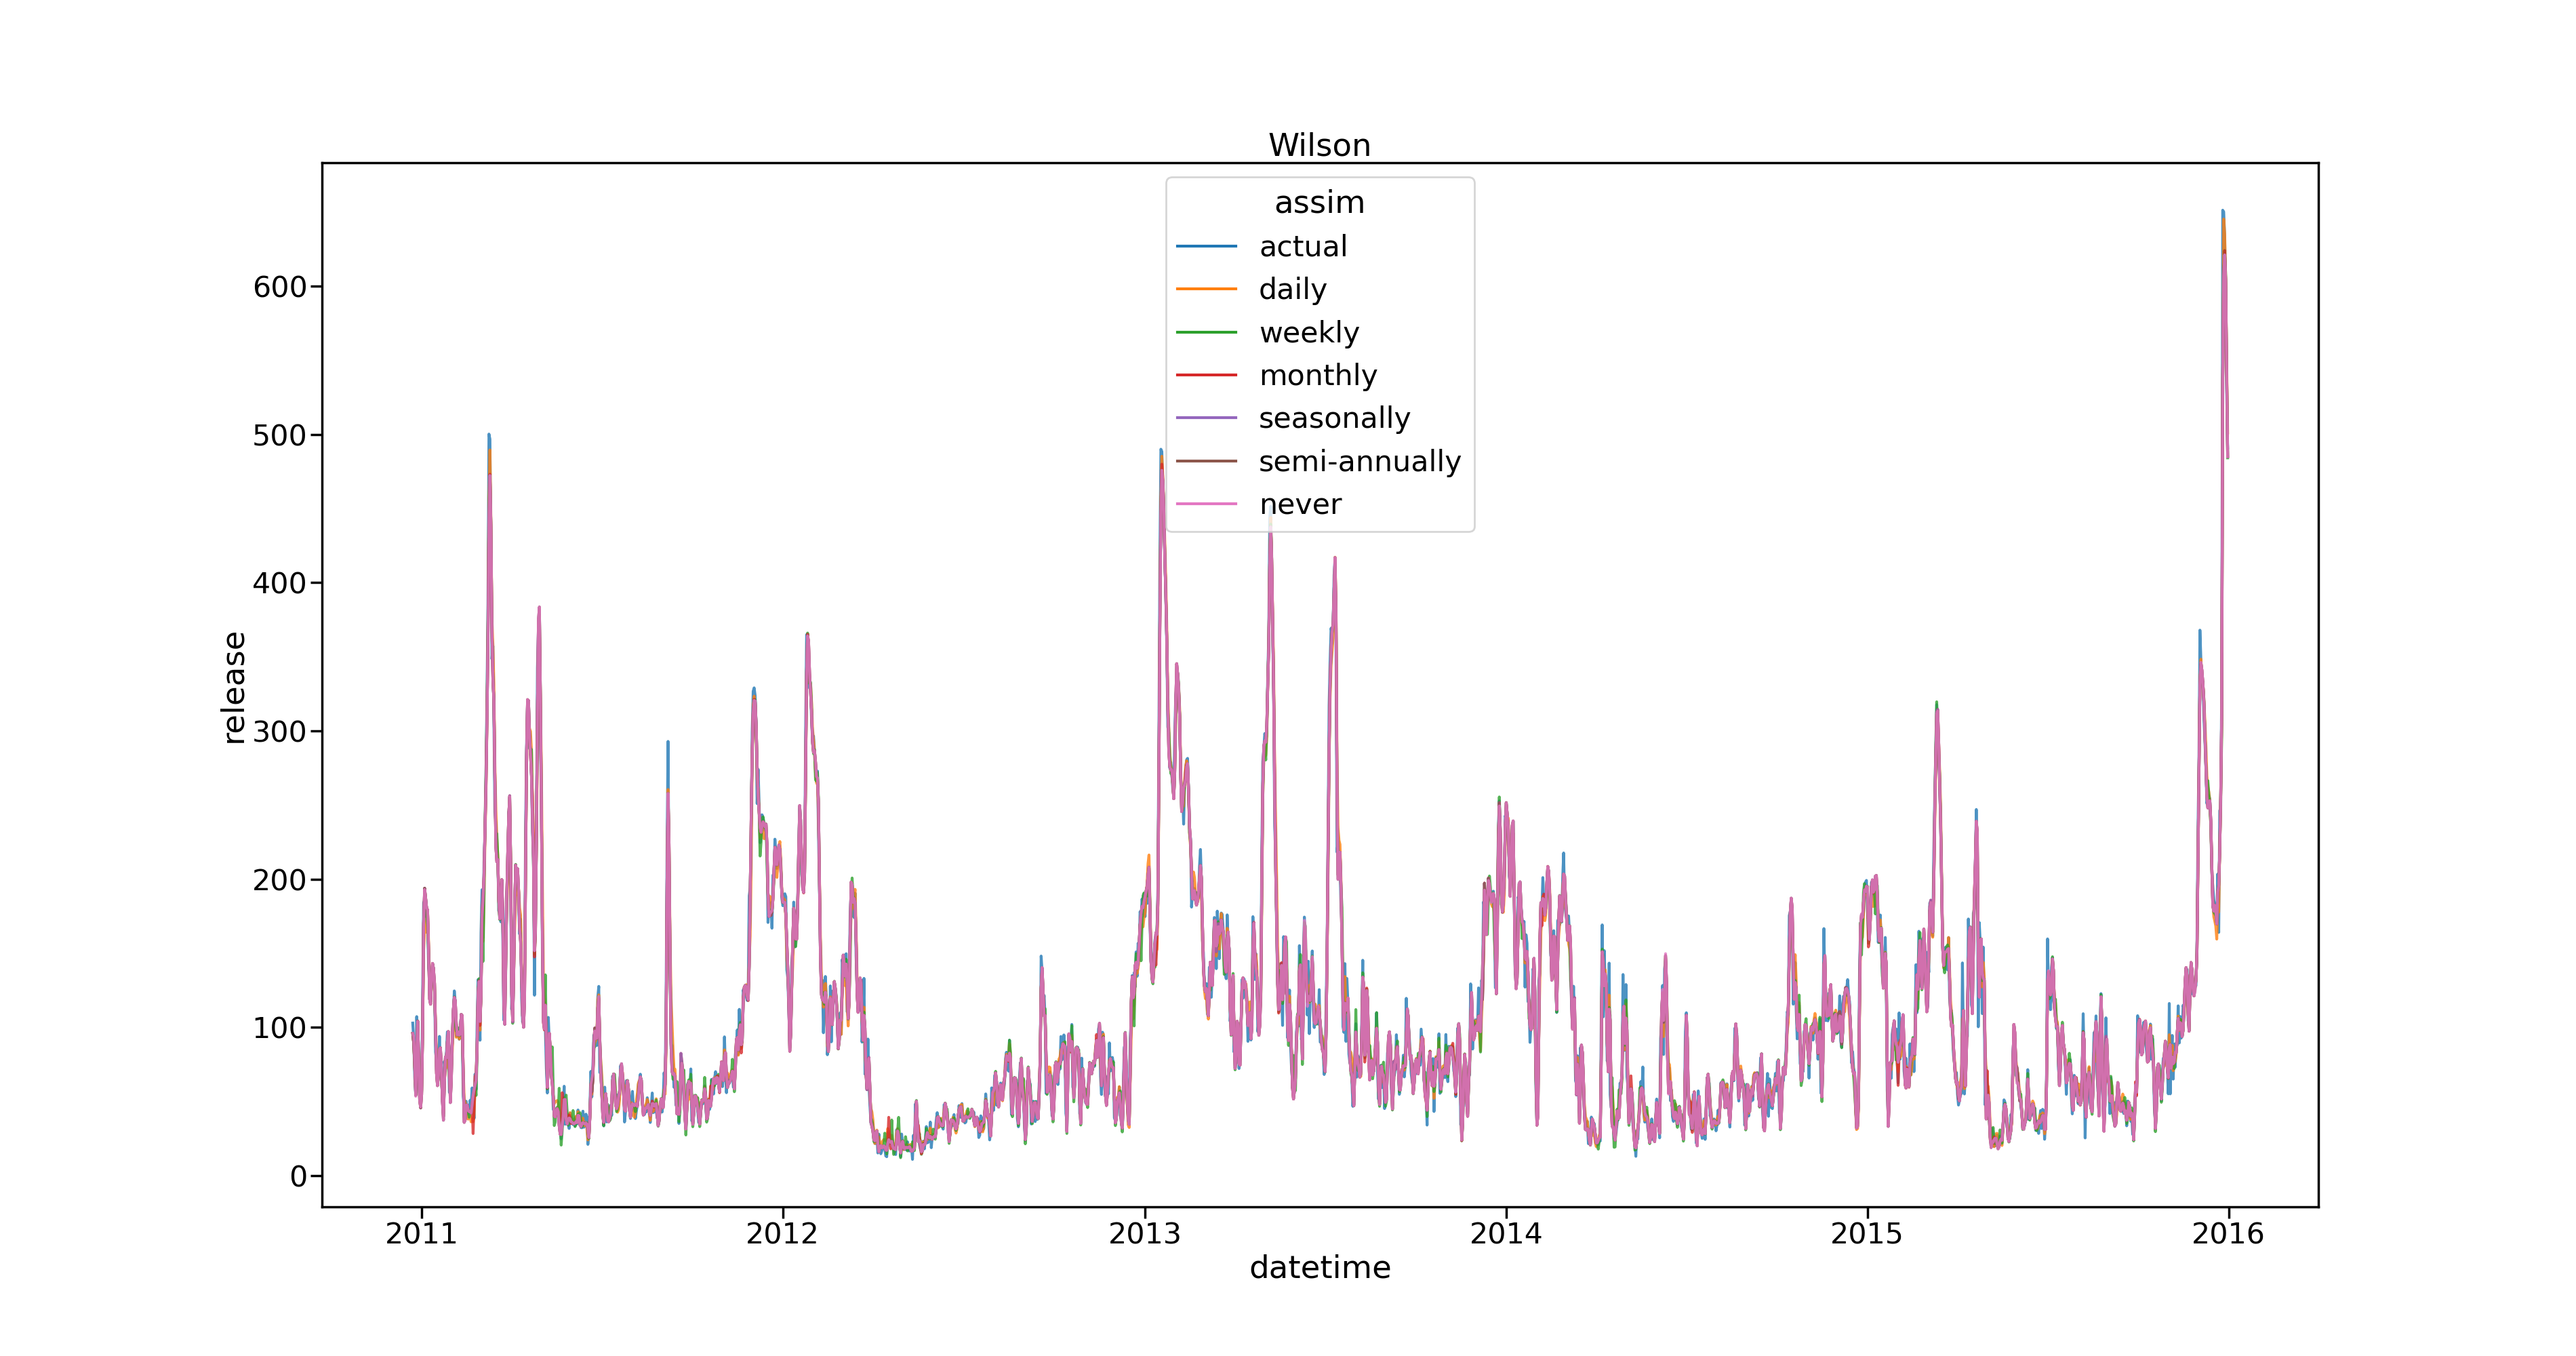 Wilson
assim
actual
daily
weekly
monthly
seasonally
semi-annually
never
release
600
500
400
300
200
100
0
2011 2012 2013 2014 2015 2016
datetime